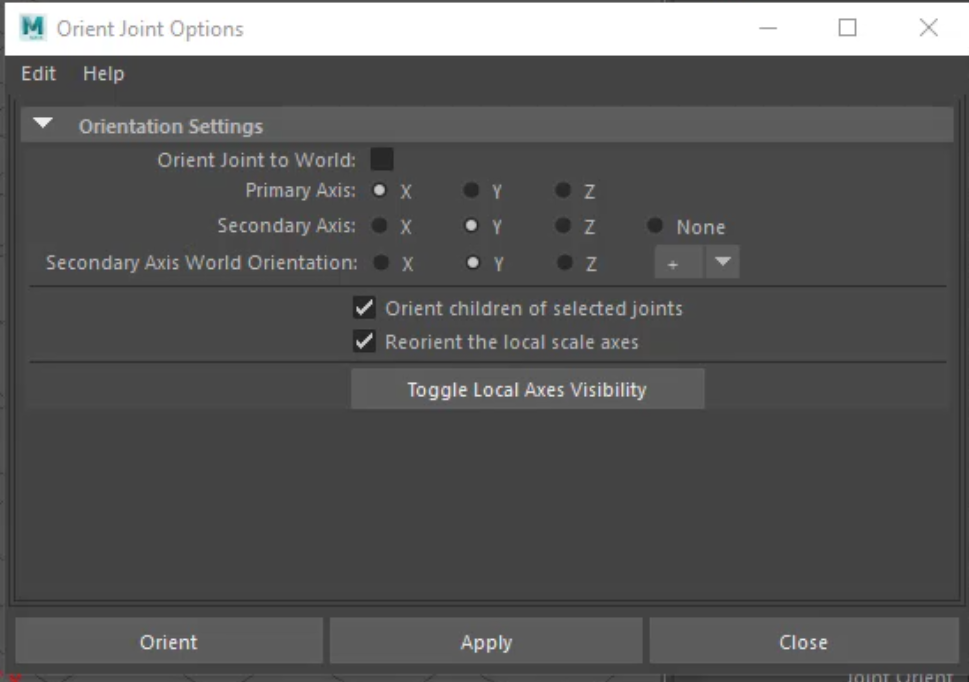 Orient Joint Options
Edit Help
Orientation Settings
Orient Joint to World:
Primary Axis: X Y Z
Secondary Axis: X Y Z None
Secondary Axis World Orientation: X Y Z +
Orient children of selected joints
Reorient the local scale axes
Toggle Local Axes Visibility
Orient Apply Close
Joint Orient